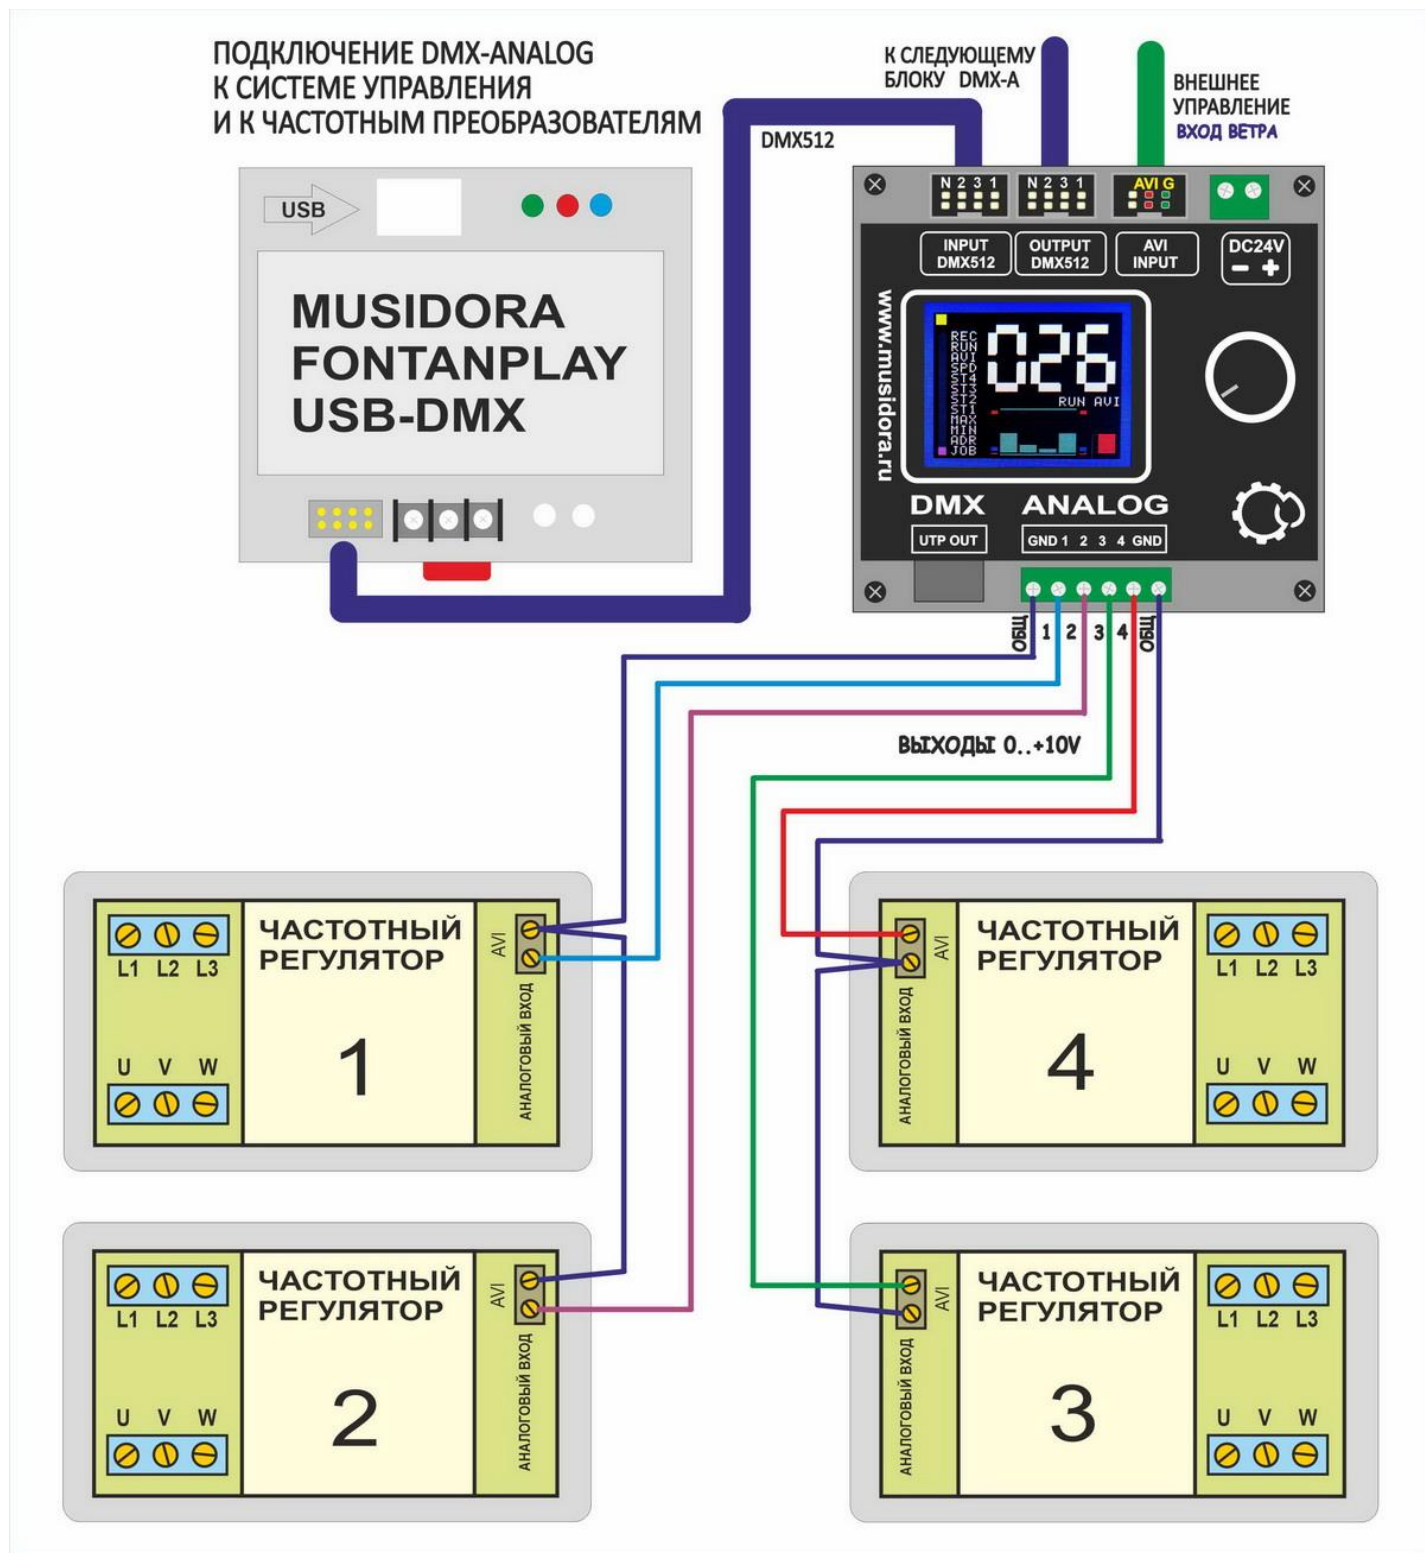 ПОДКЛЮЧЕНИЕ DMX-ANALOG
К СИСТЕМЕ УПРАВЛЕНИЯ
И К ЧАСТОТНЫМ ПРЕОБРАЗОВАТЕЛЯМ
DMX512
К СЛЕДУЮЩЕМУ
БЛОКУ DMX-A
ВНЕШНЕЕ
УПРАВЛЕНИЕ
ВХОД ВЕТРА
USB
MUSIDORA
FONTANPLAY
USB-DMX
N 2 3 1
N 2 3 1
AVI G
INPUT
DMX512
OUTPUT
DMX512
AVI
INPUT
DC24V
− +
www.musidora.ru
026
RUN AVI
REC
RUN
AVI
SPD
ST4
ST3
ST2
ST1
MAX
MIN
ADR
JOB
DMX ANALOG
UTP OUT
GND 1 2 3 4 GND
ОБЩ 1 2 3 4 ОБЩ
ВЫХОДЫ 0..+10V
L1 L2 L3
U V W
ЧАСТОТНЫЙ
РЕГУЛЯТОР
1
AVI
АНАЛОГОВЫЙ ВХОД
AVI
АНАЛОГОВЫЙ ВХОД
ЧАСТОТНЫЙ
РЕГУЛЯТОР
4
L1 L2 L3
U V W
L1 L2 L3
U V W
ЧАСТОТНЫЙ
РЕГУЛЯТОР
2
AVI
АНАЛОГОВЫЙ ВХОД
AVI
АНАЛОГОВЫЙ ВХОД
ЧАСТОТНЫЙ
РЕГУЛЯТОР
3
L1 L2 L3
U V W